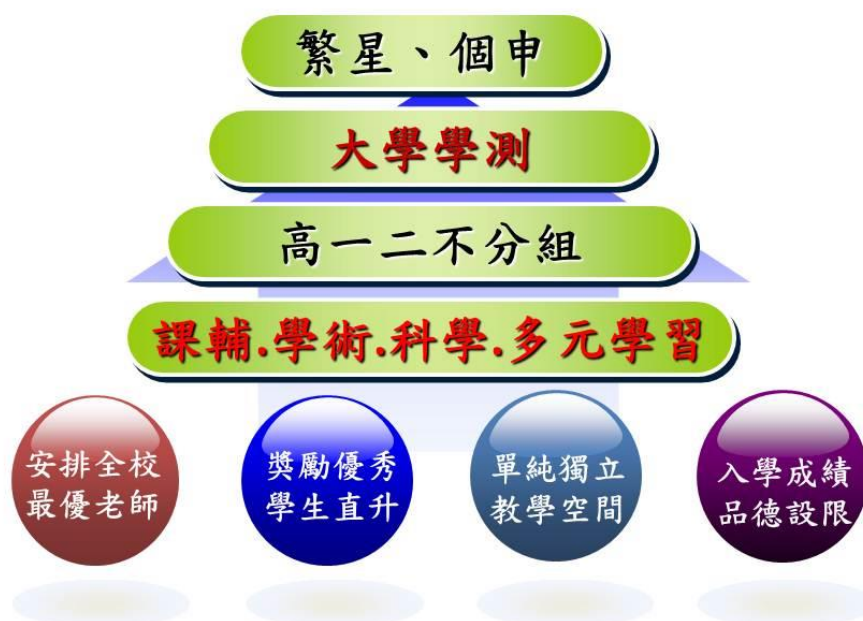 繁星、個申
大學學測
高一二不分組
課輔.學術.科學.多元學習
安排全校
最優老師
獎勵優秀
學生直升
單純獨立
教學空間
入學成績
品德設限